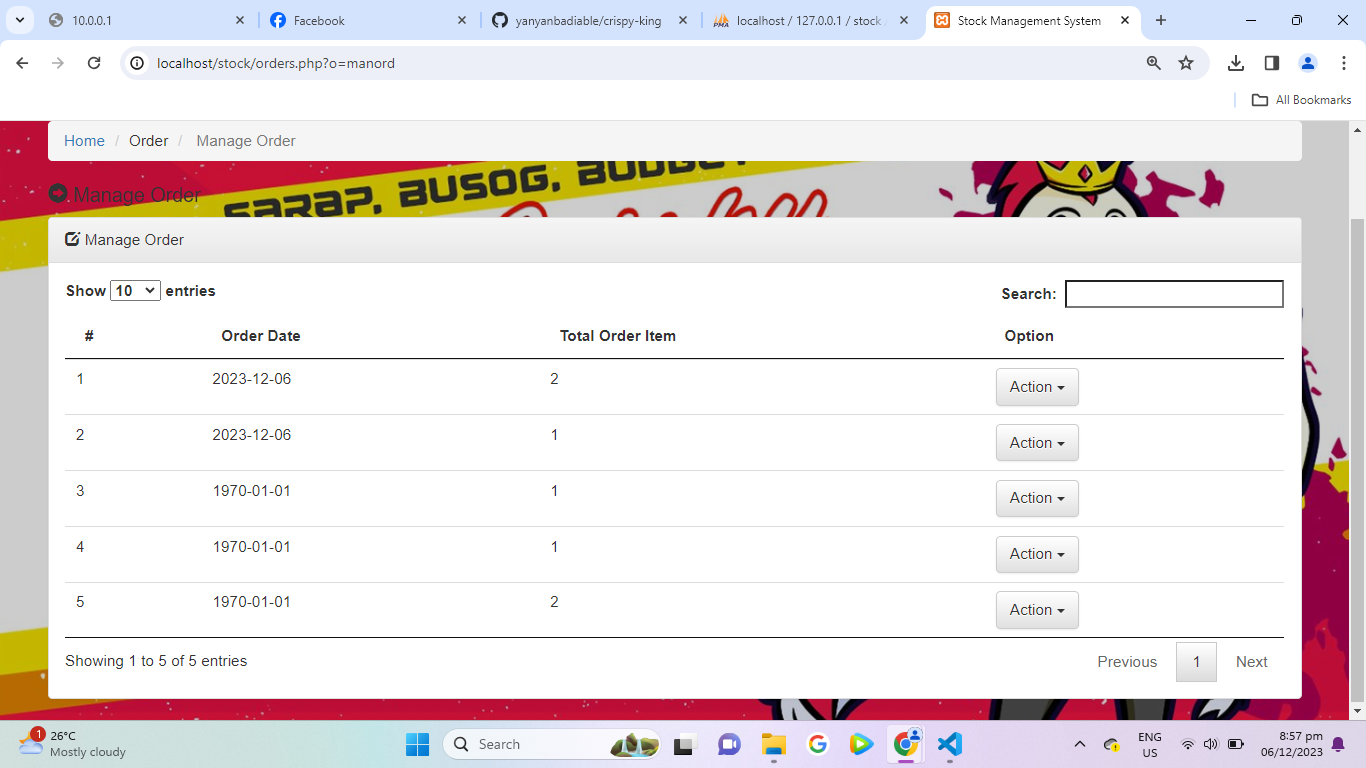 10.0.0.1
Facebook
yanyanbadiable/crispy-king
localhost / 127.0.0.1 / stock
Stock Management System
localhost/stock/orders.php?o=manord
All Bookmarks
Home / Order / Manage Order
SARAP, BUSOG, BUDGET
Manage Order
Manage Order
Show 10 entries
Search:
# Order Date Total Order Item Option
1 2023-12-06 2 Action
2 2023-12-06 1 Action
3 1970-01-01 1 Action
4 1970-01-01 1 Action
5 1970-01-01 2 Action
Showing 1 to 5 of 5 entries
Previous 1 Next
1
26°C
Mostly cloudy
Search
ENG
US
8:57 pm
06/12/2023